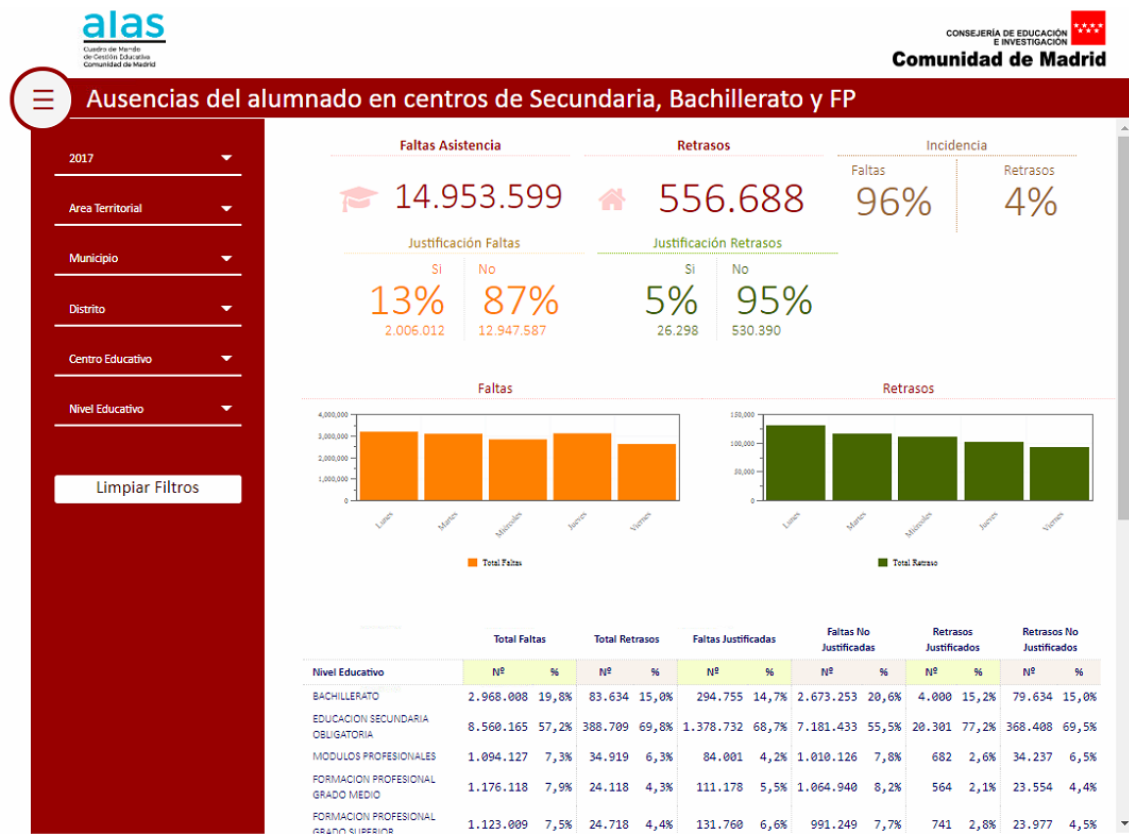 alas
Cuadro de Mando
de Gestión Educativa
Comunidad de Madrid
CONSEJERÍA DE EDUCACIÓN
E INVESTIGACIÓN
Comunidad de Madrid
Ausencias del alumnado en centros de Secundaria, Bachillerato y FP
2017
Area Territorial
Municipio
Distrito
Centro Educativo
Nivel Educativo
Limpiar Filtros
Faltas Asistencia
14.953.599
Retrasos
556.688
Incidencia
Faltas Retrasos
96% 4%
Justificación Faltas
Si No
13% 87%
2.006.012 12.947.587
Justificación Retrasos
Si No
5% 95%
26.298 530.390
Faltas
4,000,000
3,000,000
2,000,000
1,000,000
0
Lunes Martes Miércoles Jueves Viernes
Total Faltas
Retrasos
150,000
100,000
50,000
0
Lunes Martes Miércoles Jueves Viernes
Total Retraso
Total Faltas Total Retrasos Faltas Justificadas Faltas No Justificadas Retrasos Justificados Retrasos No Justificados
Nivel Educativo Nº % Nº % Nº % Nº % Nº % Nº %
BACHILLERATO 2.968.008 19,8% 83.634 15,0% 294.755 14,7% 2.673.253 20,6% 4.000 15,2% 79.634 15,0%
EDUCACION SECUNDARIA
OBLIGATORIA 8.560.165 57,2% 388.709 69,8% 1.378.732 68,7% 7.181.433 55,5% 20.301 77,2% 368.408 69,5%
MODULOS PROFESIONALES 1.094.127 7,3% 34.919 6,3% 84.001 4,2% 1.010.126 7,8% 682 2,6% 34.237 6,5%
FORMACION PROFESIONAL
GRADO MEDIO 1.176.118 7,9% 24.118 4,3% 111.178 5,5% 1.064.940 8,2% 564 2,1% 23.554 4,4%
FORMACION PROFESIONAL
GRADO SUPERIOR 1.123.009 7,5% 24.718 4,4% 131.760 6,6% 991.249 7,7% 741 2,8% 23.977 4,5%